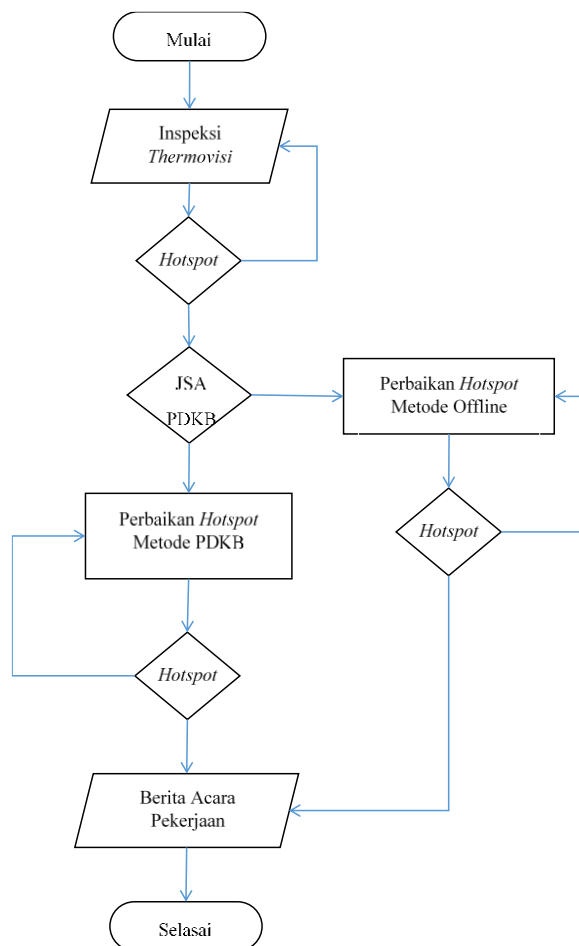 Mulai
Inspeksi
Thermovisi
Hotspot
JSA
PDKB
Perbaikan Hotspot
Metode Offline
Perbaikan Hotspot
Metode PDKB
Hotspot
Hotspot
Berita Acara
Pekerjaan
Selasai